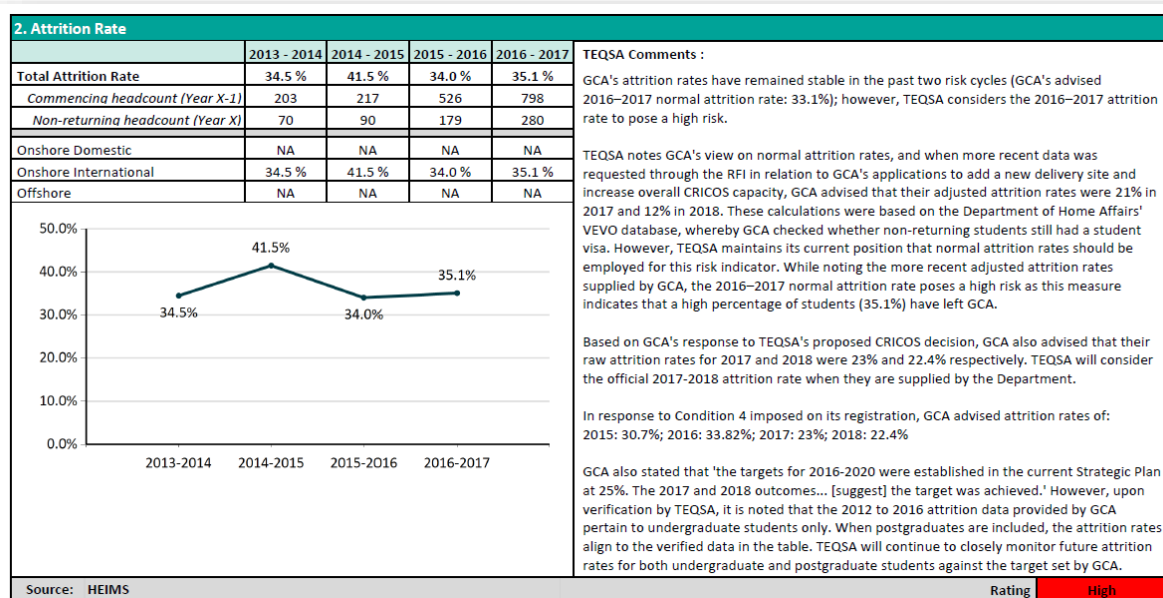 2. Attrition Rate
2013 - 2014 2014 - 2015 2015 - 2016 2016 - 2017
Total Attrition Rate 34.5 % 41.5 % 34.0 % 35.1 %
Commencing headcount (Year X-1) 203 217 526 798
Non-returning headcount (Year X) 70 90 179 280
Onshore Domestic NA NA NA NA
Onshore International 34.5 % 41.5 % 34.0 % 35.1 %
Offshore NA NA NA NA
50.0%
40.0%
30.0%
20.0%
10.0%
0.0%
34.5%
41.5%
34.0%
35.1%
2013-2014 2014-2015 2015-2016 2016-2017
TEQSA Comments :
GCA's attrition rates have remained stable in the past two risk cycles (GCA's advised
2016–2017 normal attrition rate: 33.1%); however, TEQSA considers the 2016–2017 attrition
rate to pose a high risk.
TEQSA notes GCA's view on normal attrition rates, and when more recent data was
requested through the RFI in relation to GCA's applications to add a new delivery site and
increase overall CRICOS capacity, GCA advised that their adjusted attrition rates were 21% in
2017 and 12% in 2018. These calculations were based on the Department of Home Affairs'
VEVO database, whereby GCA checked whether non-returning students still had a student
visa. However, TEQSA maintains its current position that normal attrition rates should be
employed for this risk indicator. While noting the more recent adjusted attrition rates
supplied by GCA, the 2016–2017 normal attrition rate poses a high risk as this measure
indicates that a high percentage of students (35.1%) have left GCA.
Based on GCA's response to TEQSA's proposed CRICOS decision, GCA also advised that their
raw attrition rates for 2017 and 2018 were 23% and 22.4% respectively. TEQSA will consider
the official 2017-2018 attrition rate when they are supplied by the Department.
In response to Condition 4 imposed on its registration, GCA advised attrition rates of:
2015: 30.7%; 2016: 33.82%; 2017: 23%; 2018: 22.4%
GCA also stated that 'the targets for 2016-2020 were established in the current Strategic Plan
at 25%. The 2017 and 2018 outcomes... [suggest] the target was achieved.' However, upon
verification by TEQSA, it is noted that the 2012 to 2016 attrition data provided by GCA
pertain to undergraduate students only. When postgraduates are included, the attrition rates
align to the verified data in the table. TEQSA will continue to closely monitor future attrition
rates for both undergraduate and postgraduate students against the target set by GCA.
Source: HEIMS Rating High